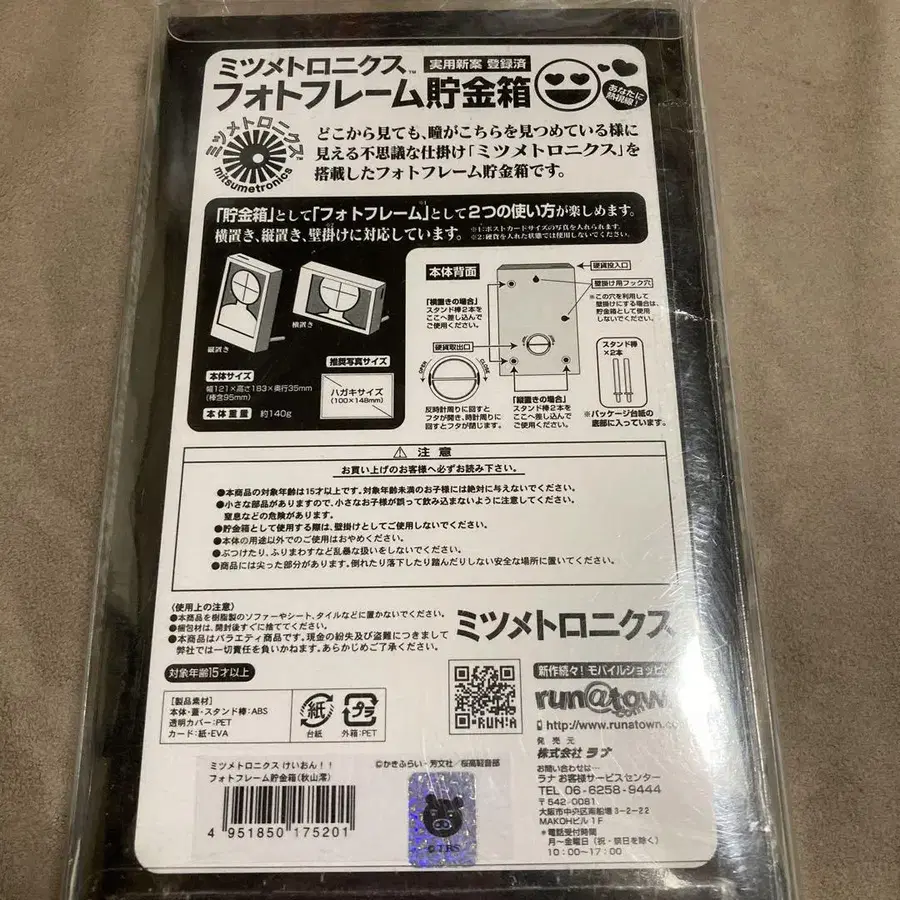 ミツメトロニクス™ 実用新案 登録済
フォトフレーム貯金箱
あなたに熱視線!
ミツメトロニクス
mitsumetronics
どこから見ても、瞳がこちらを見つめている様に
見える不思議な仕掛け「ミツメトロニクス」を
搭載したフォトフレーム貯金箱です。
「貯金箱」として「フォトフレーム」※1として2つの使い方が楽しめます。
横置き、縦置き、壁掛け※2に対応しています。
※1:ポストカードサイズの写真を入れられます。
※2:硬貨を入れた状態では使用しないでください。
縦置き
横置き
本体サイズ
幅121×高さ183×奥行35mm
(棒含95mm)
本体重量 約140g
推奨写真サイズ
ハガキサイズ
(100×148mm)
本体背面
硬貨投入口
壁掛け用フック穴
※この穴を利用して
壁掛けにする場合は、
貯金箱として使用
しないでください。
「横置きの場合」
スタンド棒2本を
ここへ差し込んで
ご使用ください。
硬貨取出口
OPEN
CLOSE
反時計周りに回すと
フタが開き、時計周りに
回すとフタが閉じます。
「縦置きの場合」
スタンド棒2本を
ここへ差し込んで
ご使用ください。
スタンド棒
×2本
※パッケージ台紙の
底部に入っています。
⚠ 注意
お買い上げのお客様へ必ずお読み下さい。
●本商品の対象年齢は15才以上です。対象年齢未満のお子様には絶対に与えないでください。
●小さな部品がありますので、小さなお子様が誤って飲み込まないように注意してください。
窒息などの危険があります。
●貯金箱として使用する際は、壁掛けとしてご使用しないでください。
●本体の用途以外でのご使用はおやめください。
●ぶつけたり、ふりまわすなど乱暴な扱いをしないでください。
●商品には尖った部分があります。倒れたり落下したり踏んだりしない安全な場所に置いてください。
〈使用上の注意〉
●本商品を樹脂製のソファーやシート、タイルなどに置かないでください。
●梱包材は、開封後すぐに捨ててください。
●本商品はバラエティ商品です。現金の紛失及び盗難につきまして
弊社では一切責任を負いかねます。あらかじめご了承ください。
対象年齢15才以上
ミツメトロニクス
【製品素材】
本体・蓋・スタンド棒:ABS
透明カバー:PET
カード:紙・EVA
紙
台紙
プラ
外箱:PET
RUN'A
新作続々!モバイルショッピ
run@town
.com
http://www.runatown.co
発売元
株式会社 ラナ
お問い合わせは…
ラナ お客様サービスセンター
TEL 06-6258-9444
〒542-0081
大阪市中央区南船場3-2-22
MAKOHビル 1F
*電話受付時間
月〜金曜日(祝・祭日を除く)
10:00〜17:00
ミツメトロニクス けいおん!!
フォトフレーム貯金箱(秋山澪)
©かきふらい・芳文社/桜高軽音部
4 951850 175201
©TBS